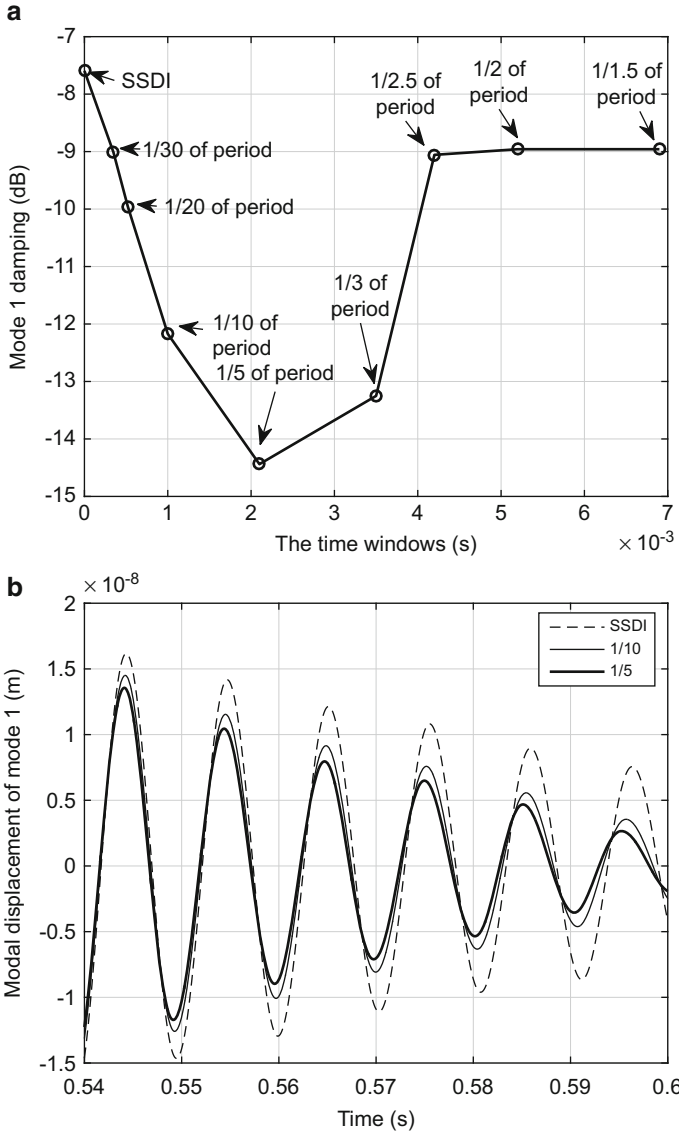 a
-7
-8
-9
-10
-11
-12
-13
-14
-15
Mode 1 damping (dB)
SSDI
1/30 of period
1/20 of period
1/10 of
period
1/5 of period
1/3 of
period
1/2.5 of
period
1/2 of
period
1/1.5 of
period
0 1 2 3 4 5 6 7
The time windows (s)
× 10-3
b
× 10-8
2
1.5
1
0.5
0
-0.5
-1
-1.5
Modal displacement of mode 1 (m)
SSDI
1/10
1/5
0.54 0.55 0.56 0.57 0.58 0.59 0.6
Time (s)